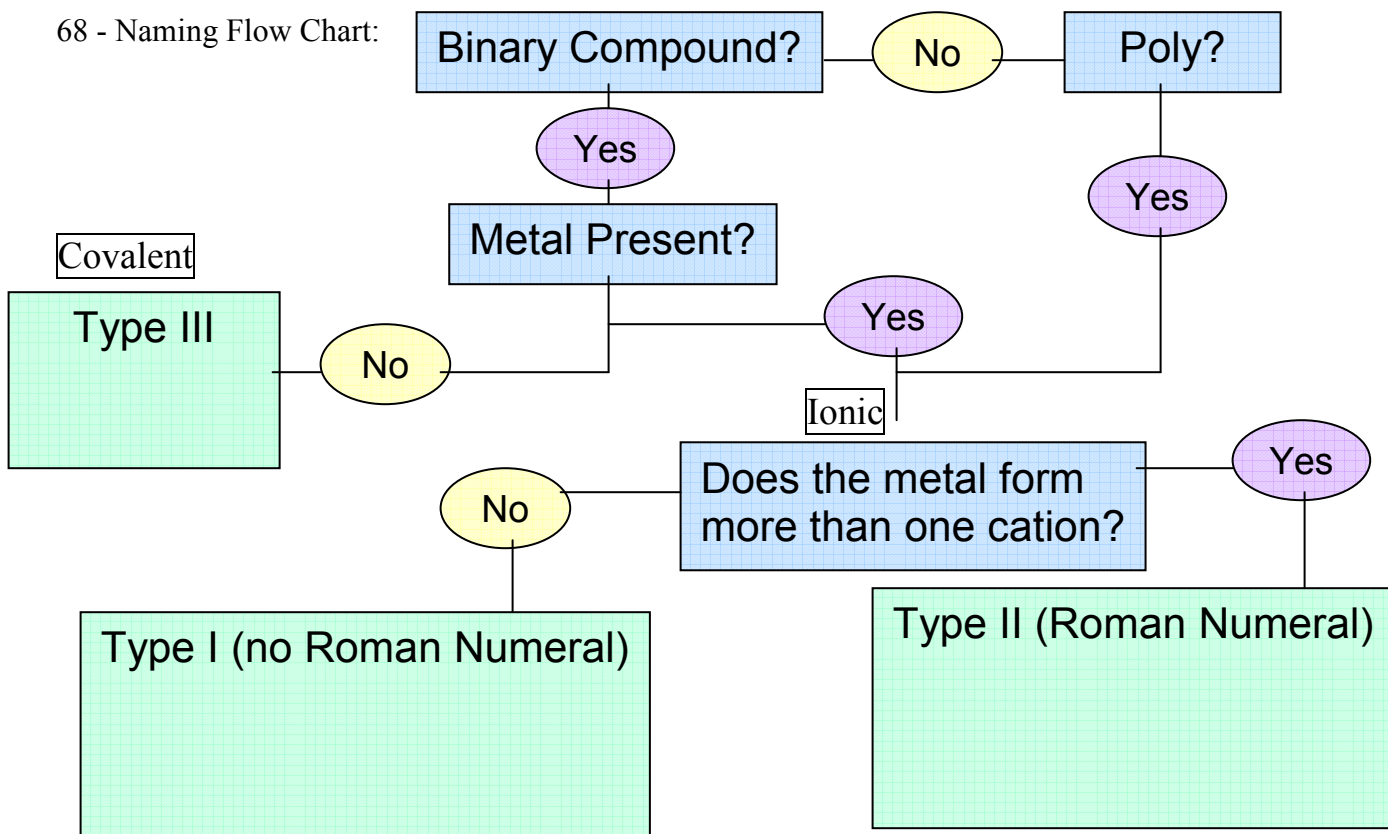 68 - Naming Flow Chart:
Binary Compound?
No
Poly?
Yes
Yes
Metal Present?
Covalent
Type III
No
Yes
Ionic
Does the metal form
more than one cation?
No
Yes
Type I (no Roman Numeral)
Type II (Roman Numeral)